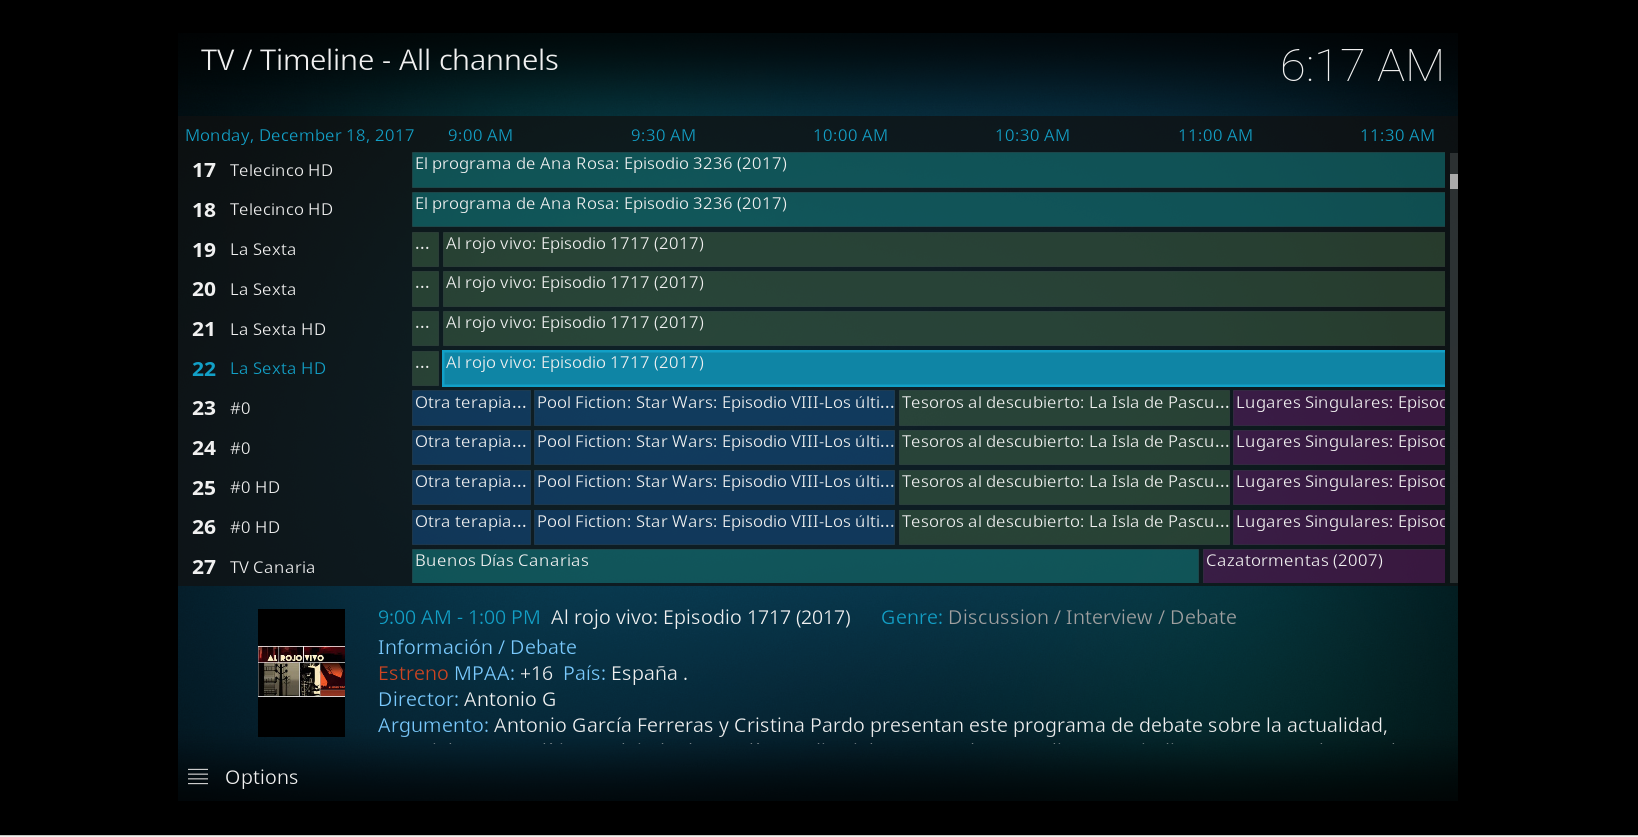 TV / Timeline - All channels
6:17 AM
Monday, December 18, 2017 9:00 AM 9:30 AM 10:00 AM 10:30 AM 11:00 AM 11:30 AM
17 Telecinco HD El programa de Ana Rosa: Episodio 3236 (2017)
18 Telecinco HD El programa de Ana Rosa: Episodio 3236 (2017)
19 La Sexta ... Al rojo vivo: Episodio 1717 (2017)
20 La Sexta ... Al rojo vivo: Episodio 1717 (2017)
21 La Sexta HD ... Al rojo vivo: Episodio 1717 (2017)
22 La Sexta HD ... Al rojo vivo: Episodio 1717 (2017)
23 #0 Otra terapia... Pool Fiction: Star Wars: Episodio VIII-Los últi... Tesoros al descubierto: La Isla de Pascu... Lugares Singulares: Episoc
24 #0 Otra terapia... Pool Fiction: Star Wars: Episodio VIII-Los últi... Tesoros al descubierto: La Isla de Pascu... Lugares Singulares: Episoc
25 #0 HD Otra terapia... Pool Fiction: Star Wars: Episodio VIII-Los últi... Tesoros al descubierto: La Isla de Pascu... Lugares Singulares: Episoc
26 #0 HD Otra terapia... Pool Fiction: Star Wars: Episodio VIII-Los últi... Tesoros al descubierto: La Isla de Pascu... Lugares Singulares: Episoc
27 TV Canaria Buenos Días Canarias Cazatormentas (2007)
AL ROJO VIVO
9:00 AM - 1:00 PM Al rojo vivo: Episodio 1717 (2017) Genre: Discussion / Interview / Debate
Información / Debate
Estreno MPAA: +16 País: España .
Director: Antonio G
Argumento: Antonio García Ferreras y Cristina Pardo presentan este programa de debate sobre la actualidad,
Options